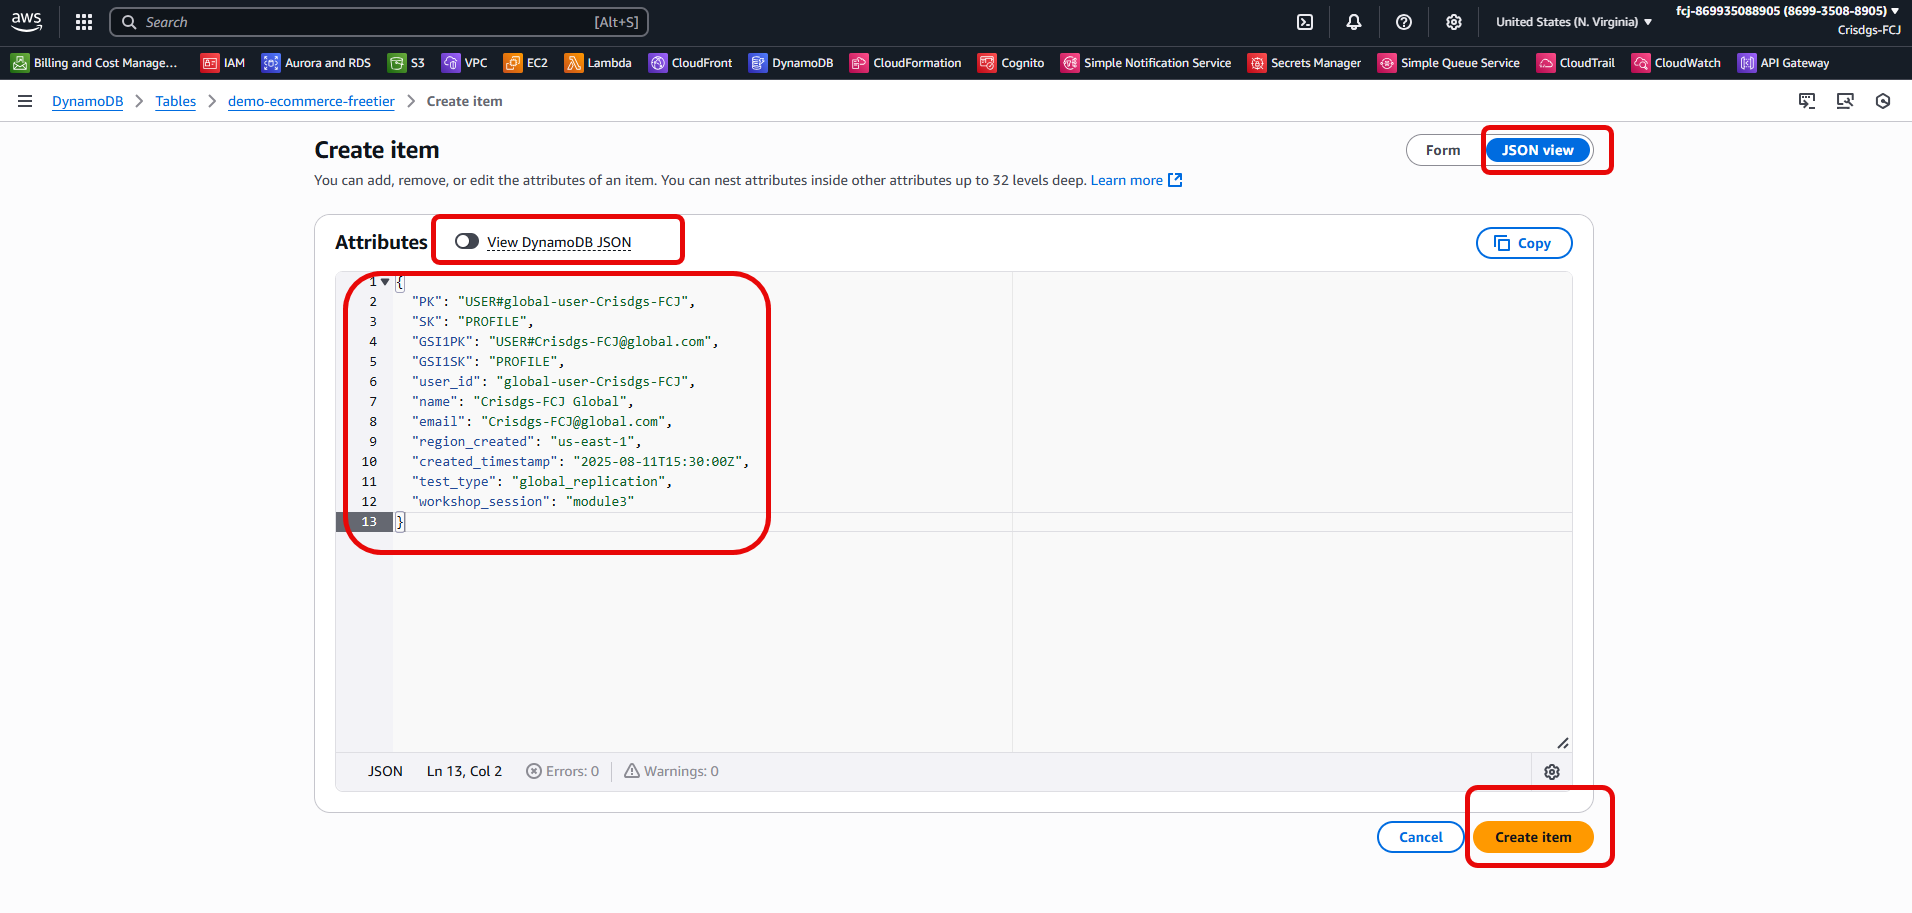 aws
Search [Alt+S]
United States (N. Virginia)
fcj-869935088905 (8699-3508-8905)
Crisdgs-FCJ
Billing and Cost Manage... IAM Aurora and RDS S3 VPC EC2 Lambda CloudFront DynamoDB CloudFormation Cognito Simple Notification Service Secrets Manager Simple Queue Service CloudTrail CloudWatch API Gateway
DynamoDB Tables demo-ecommerce-freetier Create item
Create item
Form JSON view
You can add, remove, or edit the attributes of an item. You can nest attributes inside other attributes up to 32 levels deep. Learn more
Attributes View DynamoDB JSON
Copy
1 {
2 "PK": "USER#global-user-Crisdgs-FCJ",
3 "SK": "PROFILE",
4 "GSI1PK": "USER#Crisdgs-FCJ@global.com",
5 "GSI1SK": "PROFILE",
6 "user_id": "global-user-Crisdgs-FCJ",
7 "name": "Crisdgs-FCJ Global",
8 "email": "Crisdgs-FCJ@global.com",
9 "region_created": "us-east-1",
10 "created_timestamp": "2025-08-11T15:30:00Z",
11 "test_type": "global_replication",
12 "workshop_session": "module3"
13 }
JSON Ln 13, Col 2 Errors: 0 Warnings: 0
Cancel Create item